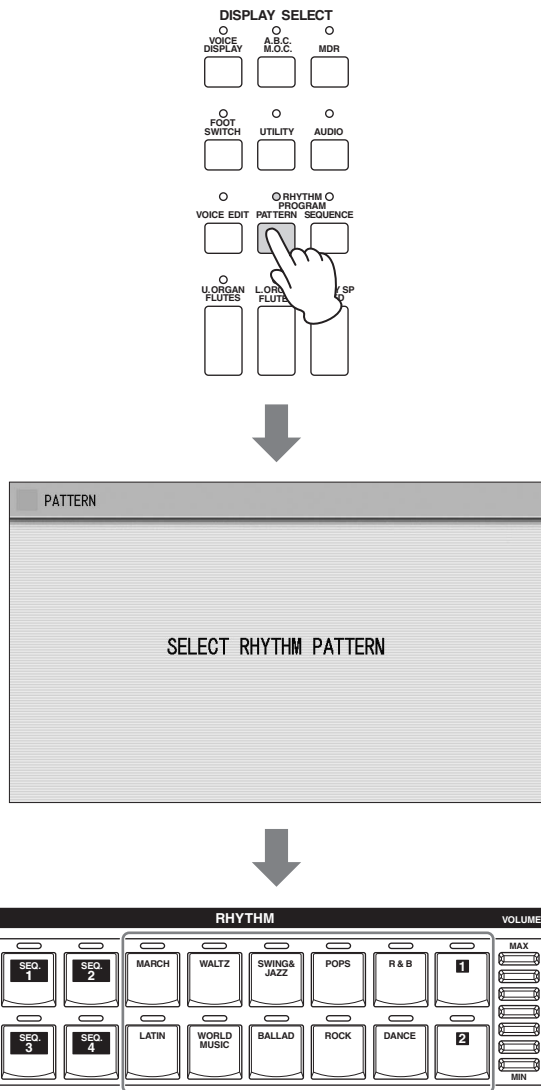 DISPLAY SELECT
VOICE DISPLAY
A.B.C. M.O.C.
MDR
FOOT SWITCH
UTILITY
AUDIO
RHYTHM PROGRAM
VOICE EDIT
PATTERN
SEQUENCE
U.ORGAN FLUTES
PATTERN
SELECT RHYTHM PATTERN
RHYTHM
VOLUME
SEQ. 1
SEQ. 2
MARCH
WALTZ
SWING& JAZZ
POPS
R & B
1
MAX
SEQ. 3
SEQ. 4
LATIN
WORLD MUSIC
BALLAD
ROCK
DANCE
2
MIN